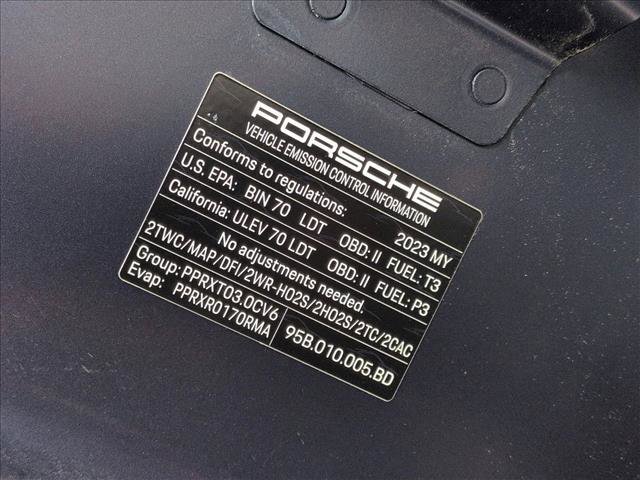 PORSCHE
VEHICLE EMISSION CONTROL INFORMATION
Conforms to regulations: 2023 MY
U.S. EPA: BIN 70 LDT OBD: II FUEL: T3
California: ULEV 70 LDT OBD: II FUEL: P3
No adjustments needed.
2TWC/MAP/DFI/2WR-HO2S/2HO2S/2TC/2CAC
Group: PPRXT03.0CV6
Evap: PPRXR0170RMA
95B.010.005.BD